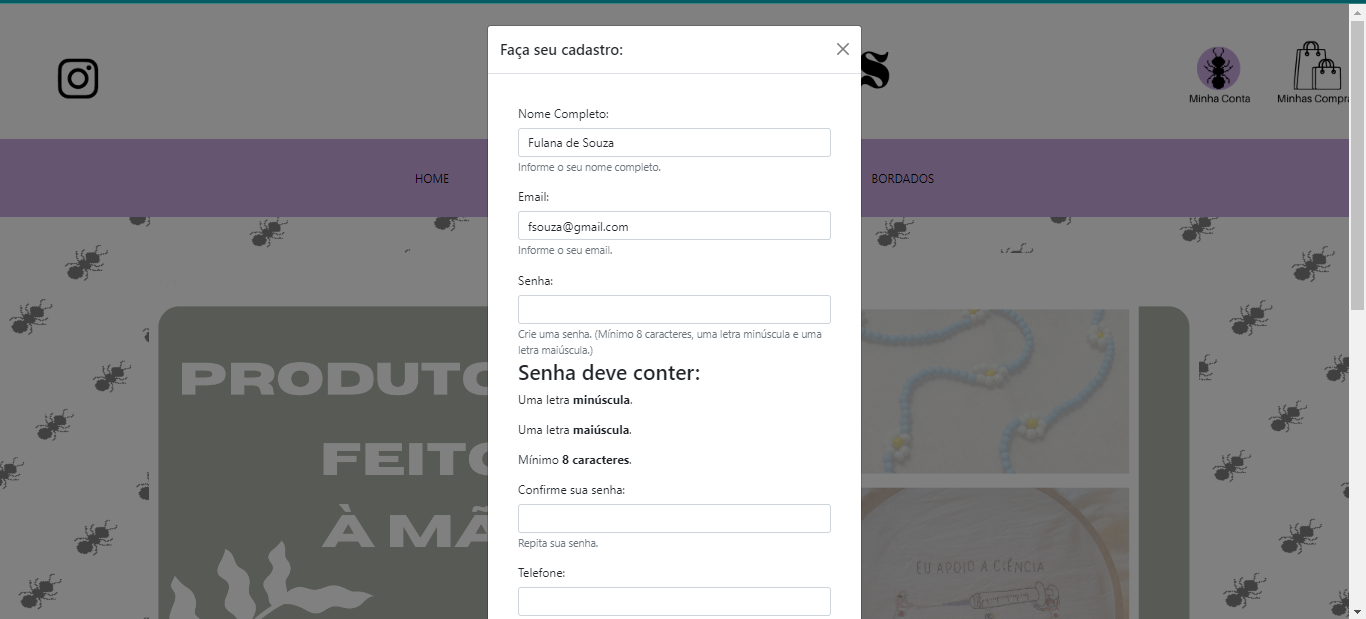 Faça seu cadastro:
s
Minha Conta
Minhas Compra
HOME
BORDADOS
Nome Completo:
Fulana de Souza
Informe o seu nome completo.
Email:
fsouza@gmail.com
Informe o seu email.
Senha:
Crie uma senha. (Mínimo 8 caracteres, uma letra minúscula e uma
letra maiúscula.)
Senha deve conter:
Uma letra minúscula.
Uma letra maiúscula.
Mínimo 8 caracteres.
Confirme sua senha:
Repita sua senha.
Telefone:
PRODUTO
FEITO
À MÃ
EU APOIO A CIÊNCIA